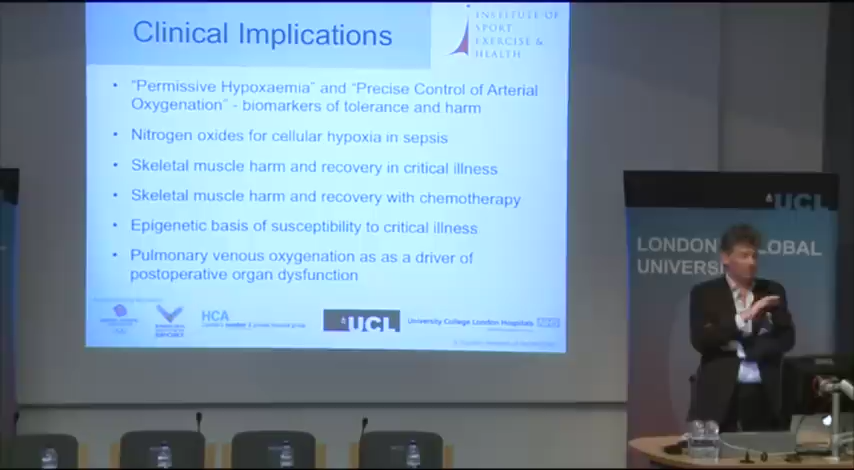 Clinical Implications
INSTITUTE OF
SPORT
EXERCISE &
HEALTH
• "Permissive Hypoxaemia" and "Precise Control of Arterial
Oxygenation" - biomarkers of tolerance and harm
• Nitrogen oxides for cellular hypoxia in sepsis
• Skeletal muscle harm and recovery in critical illness
• Skeletal muscle harm and recovery with chemotherapy
• Epigenetic basis of susceptibility to critical illness
• Pulmonary venous oxygenation as as a driver of
postoperative organ dysfunction
HCA
UCL
University College London Hospitals NHS
UCL
LONDON GLOBAL
UNIVERS